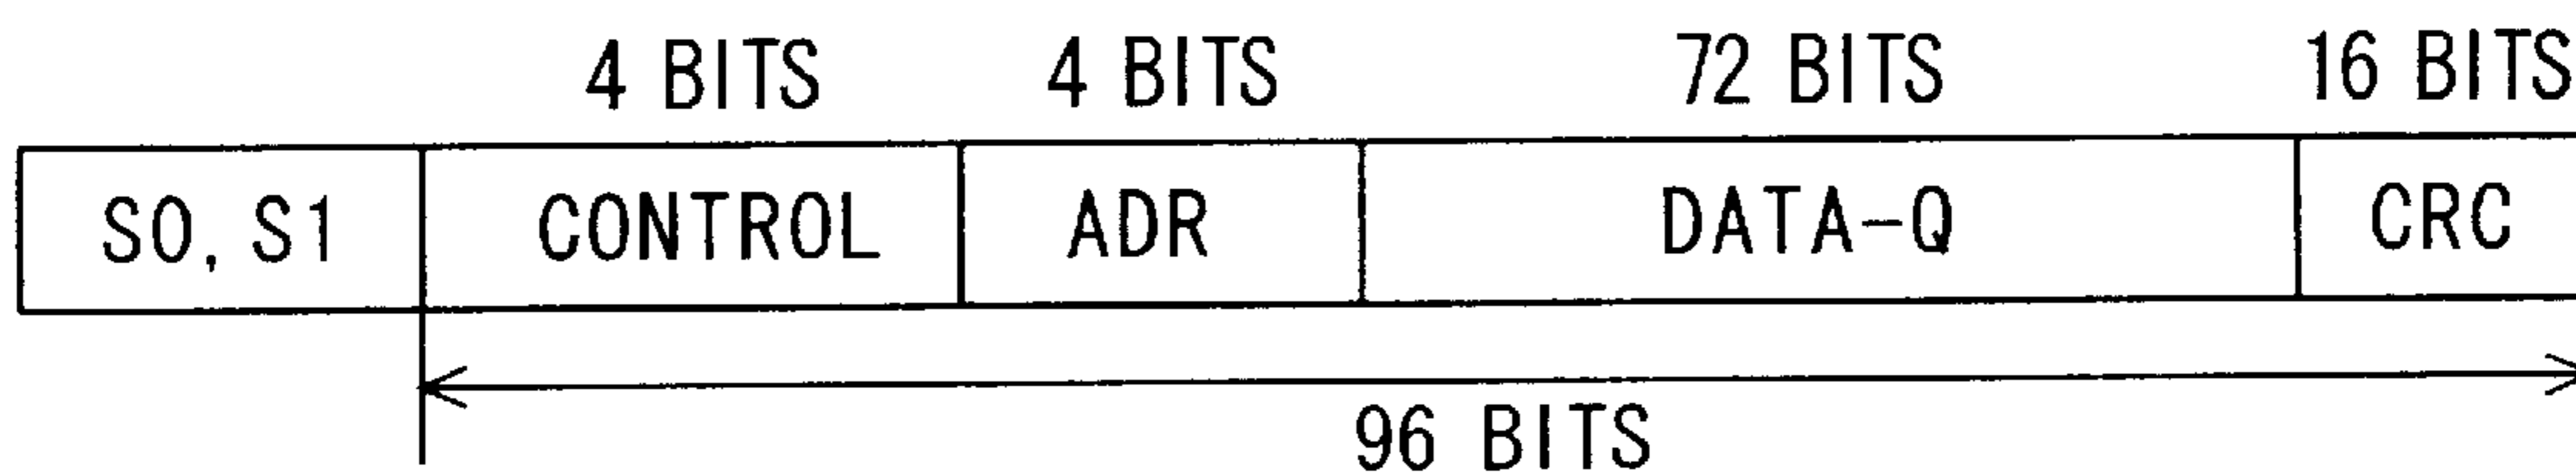 4 BITS 4 BITS 72 BITS 16 BITS
S0, S1 CONTROL ADR DATA-Q CRC
96 BITS